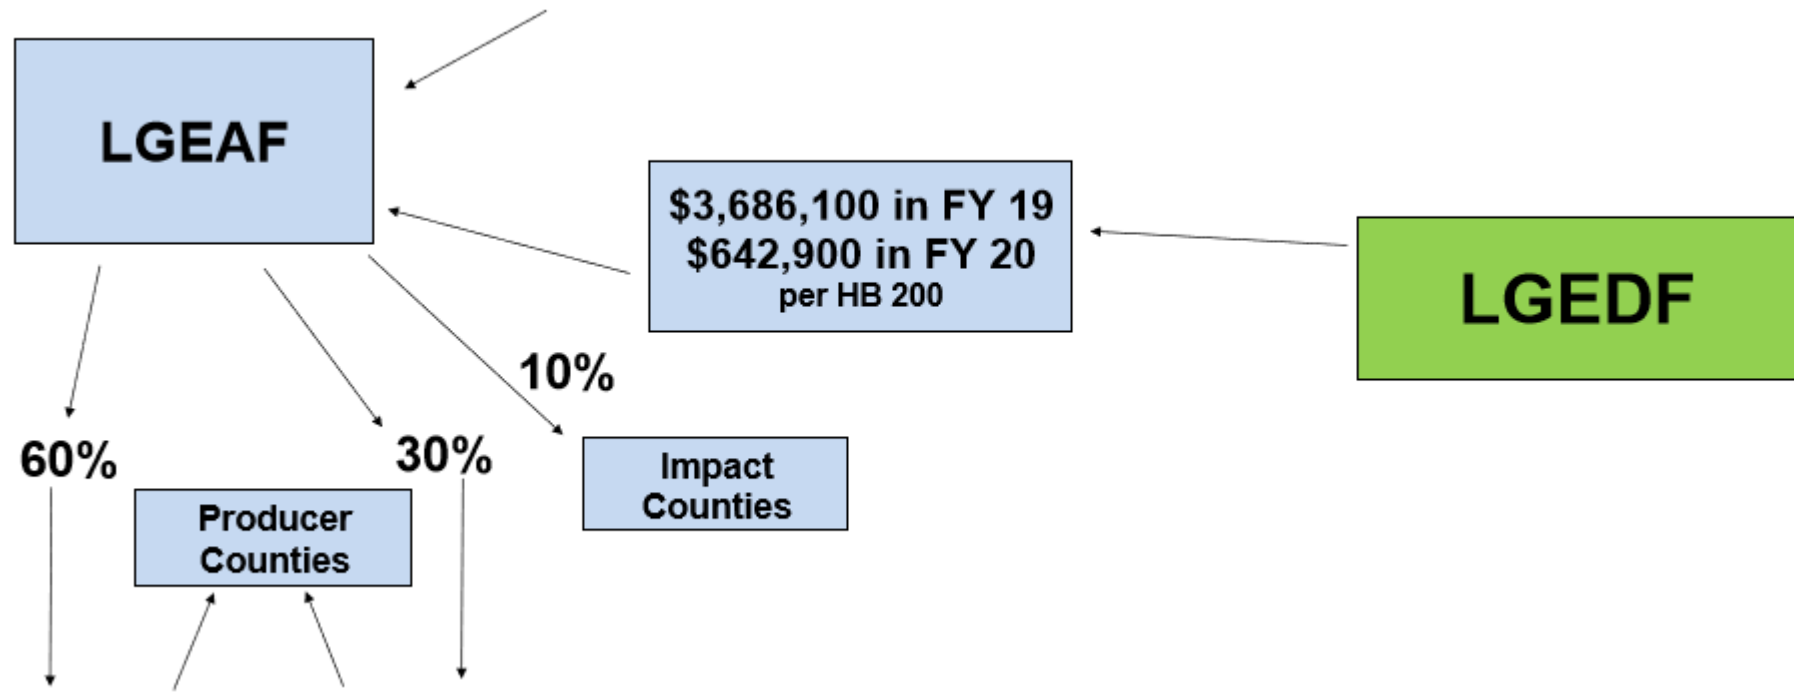 LGEAF
$3,686,100 in FY 19
$642,900 in FY 20
per HB 200
LGEDF
10%
60%
30%
Impact
Counties
Producer
Counties